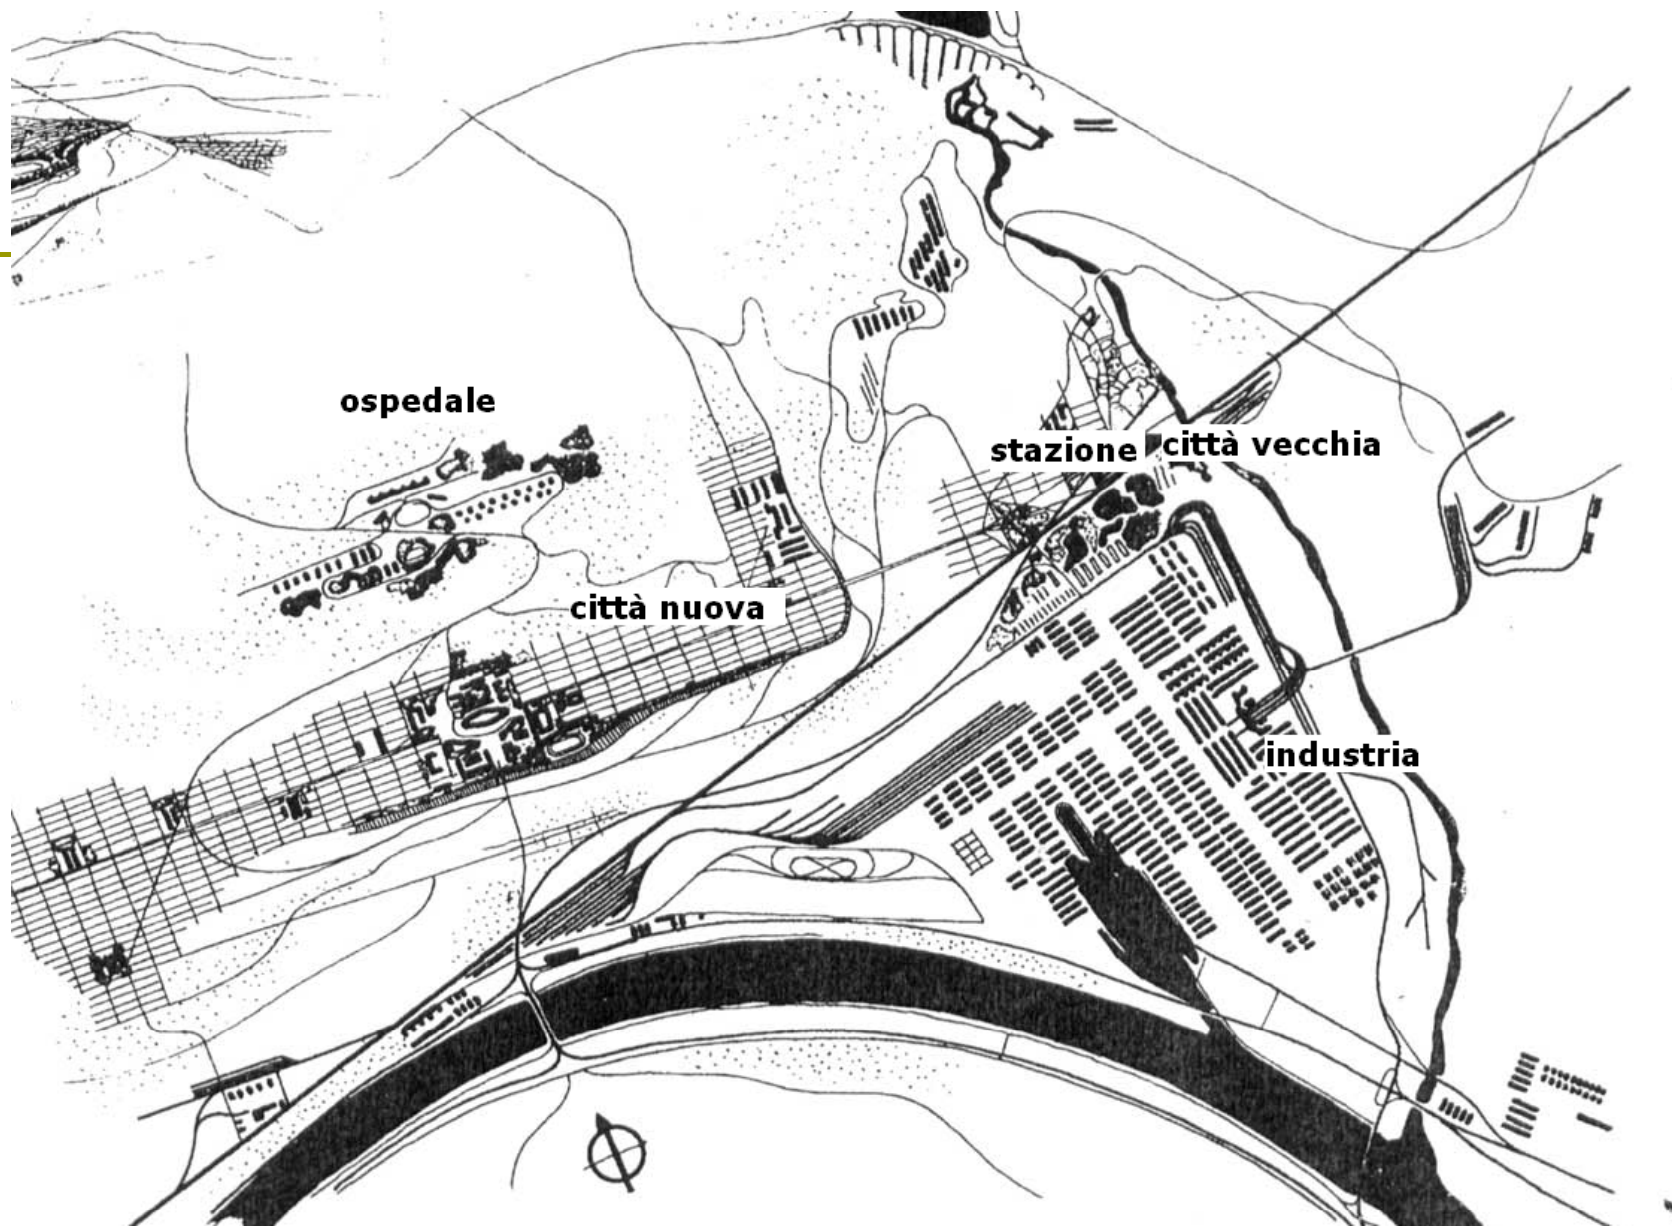 ospedale
stazione
città vecchia
città nuova
industria